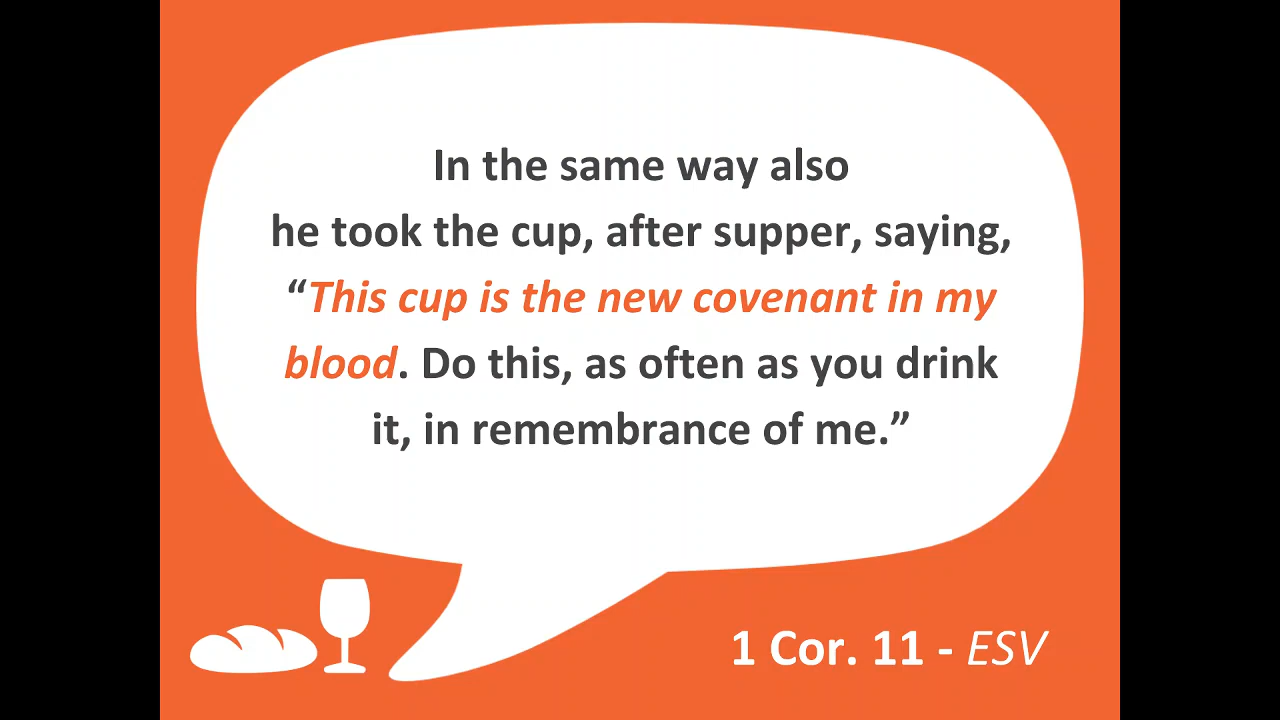 In the same way also
he took the cup, after supper, saying,
“This cup is the new covenant in my
blood. Do this, as often as you drink
it, in remembrance of me.”
1 Cor. 11 - ESV